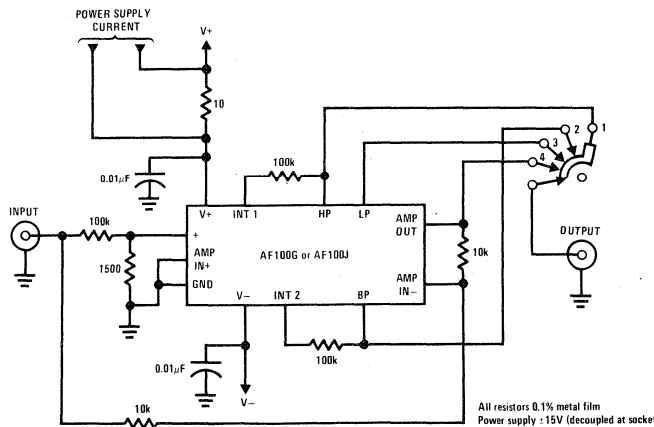 POWER SUPPLY
CURRENT
V+
10
0.01μF
100k
2
1
3
4
INPUT
100k
1500
V+
INT 1
HP
LP
+
AMP
IN+
GND
AMP
OUT
AF100G or AF100J
10k
OUTPUT
V−
INT 2
BP
AMP
IN−
0.01μF
100k
V−
10k
All resistors 0.1% metal film
Power supply ±15V (decoupled at socket